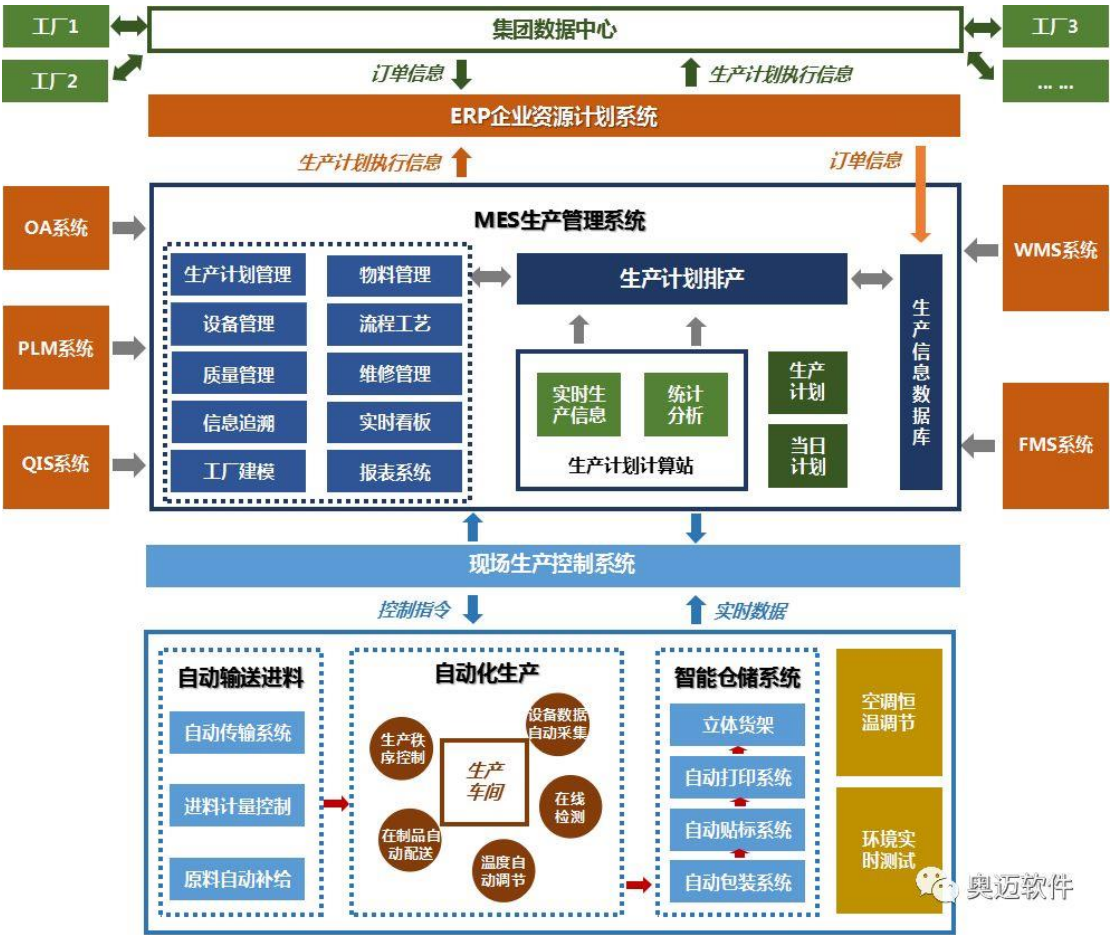 工厂1
集团数据中心
工厂3
工厂2
订单信息
生产计划执行信息
... ...
ERP企业资源计划系统
生产计划执行信息
订单信息
OA系统
PLM系统
QIS系统
MES生产管理系统
生产计划管理
物料管理
设备管理
流程工艺
质量管理
维修管理
信息追溯
实时看板
工厂建模
报表系统
生产计划排产
实时生
产信息
统计
分析
生产计划计算站
生产
计划
当日
计划
生
产
信
息
数
据
库
WMS系统
FMS系统
现场生产控制系统
控制指令
实时数据
自动输送进料
自动传输系统
进料计量控制
原料自动补给
自动化生产
生产秩
序控制
设备数据
自动采集
生产
车间
在线
检测
在制品自
动配送
温度自
动调节
智能仓储系统
立体货架
自动打印系统
自动贴标系统
自动包装系统
空调恒
温调节
环境实
时测试
奥迈软件